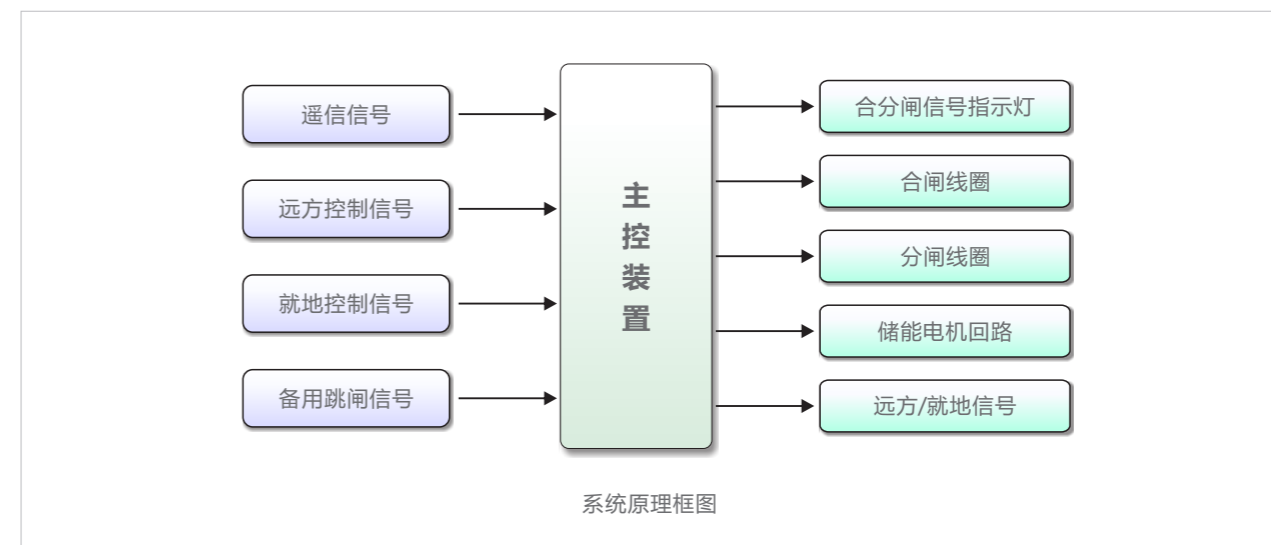 遥信信号
远方控制信号
就地控制信号
备用跳闸信号
主
控
装
置
合分闸信号指示灯
合闸线圈
分闸线圈
储能电机回路
远方/就地信号
系统原理框图